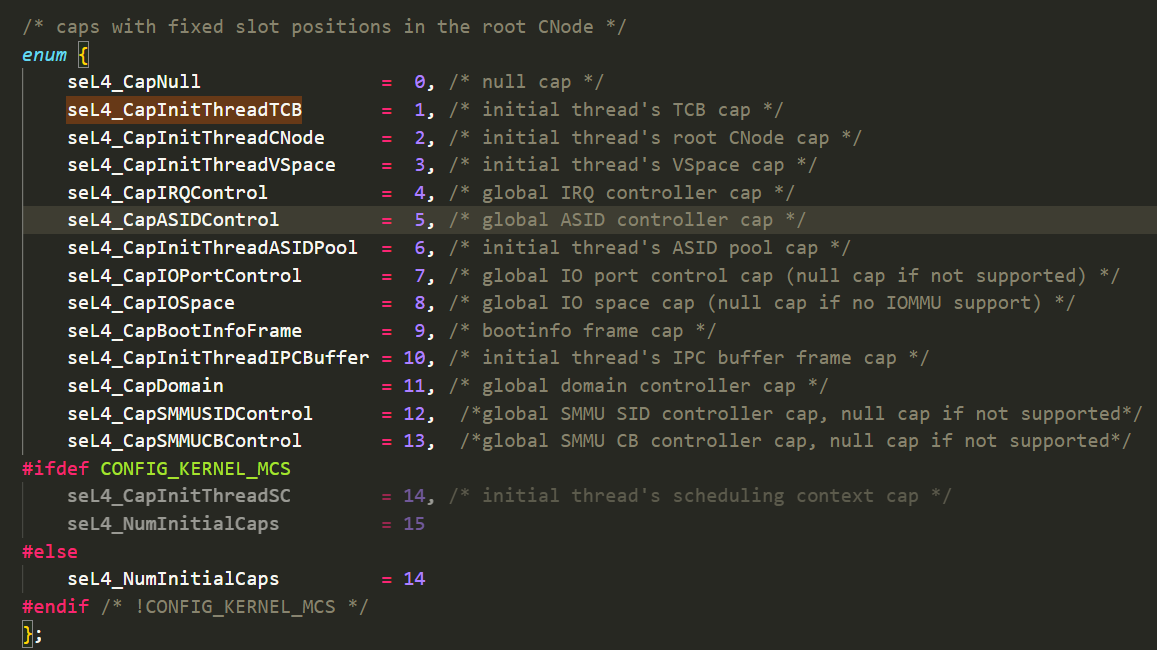 /* caps with fixed slot positions in the root CNode */
enum {
    seL4_CapNull                =  0, /* null cap */
    seL4_CapInitThreadTCB       =  1, /* initial thread's TCB cap */
    seL4_CapInitThreadCNode     =  2, /* initial thread's root CNode cap */
    seL4_CapInitThreadVSpace    =  3, /* initial thread's VSpace cap */
    seL4_CapIRQControl          =  4, /* global IRQ controller cap */
    seL4_CapASIDControl         =  5, /* global ASID controller cap */
    seL4_CapInitThreadASIDPool  =  6, /* initial thread's ASID pool cap */
    seL4_CapIOPortControl       =  7, /* global IO port control cap (null cap if not supported) */
    seL4_CapIOSpace             =  8, /* global IO space cap (null cap if no IOMMU support) */
    seL4_CapBootInfoFrame       =  9, /* bootinfo frame cap */
    seL4_CapInitThreadIPCBuffer = 10, /* initial thread's IPC buffer frame cap */
    seL4_CapDomain              = 11, /* global domain controller cap */
    seL4_CapSMMUSIDControl      = 12,  /*global SMMU SID controller cap, null cap if not supported*/
    seL4_CapSMMUCBControl       = 13,  /*global SMMU CB controller cap, null cap if not supported*/
#ifdef CONFIG_KERNEL_MCS
    seL4_CapInitThreadSC        = 14, /* initial thread's scheduling context cap */
    seL4_NumInitialCaps         = 15
#else
    seL4_NumInitialCaps         = 14
#endif /* !CONFIG_KERNEL_MCS */
};